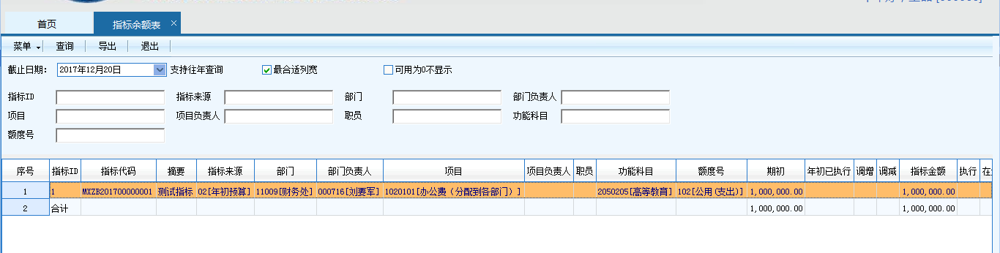 首页 指标余额表 ×
菜单 查询 导出 退出
截止日期： 2017年12月20日 支持往年查询 最合适列宽 可用为0不显示
指标ID 指标来源 部门 部门负责人
项目 项目负责人 职员 功能科目
额度号
序号 指标ID 指标代码 摘要 指标来源 部门 部门负责人 项目 项目负责人 职员 功能科目 额度号 期初 年初已执行 调增 调减 指标金额 执行
1 1 MXZB201700000001 测试指标 02[年初预算] 11009[财务处] 000716[刘要军] 1020101[办公费（分配到各部门）] 2050205[高等教育] 102[公用(支出)] 1,000,000.00 1,000,000.00
2 合计 1,000,000.00 1,000,000.00